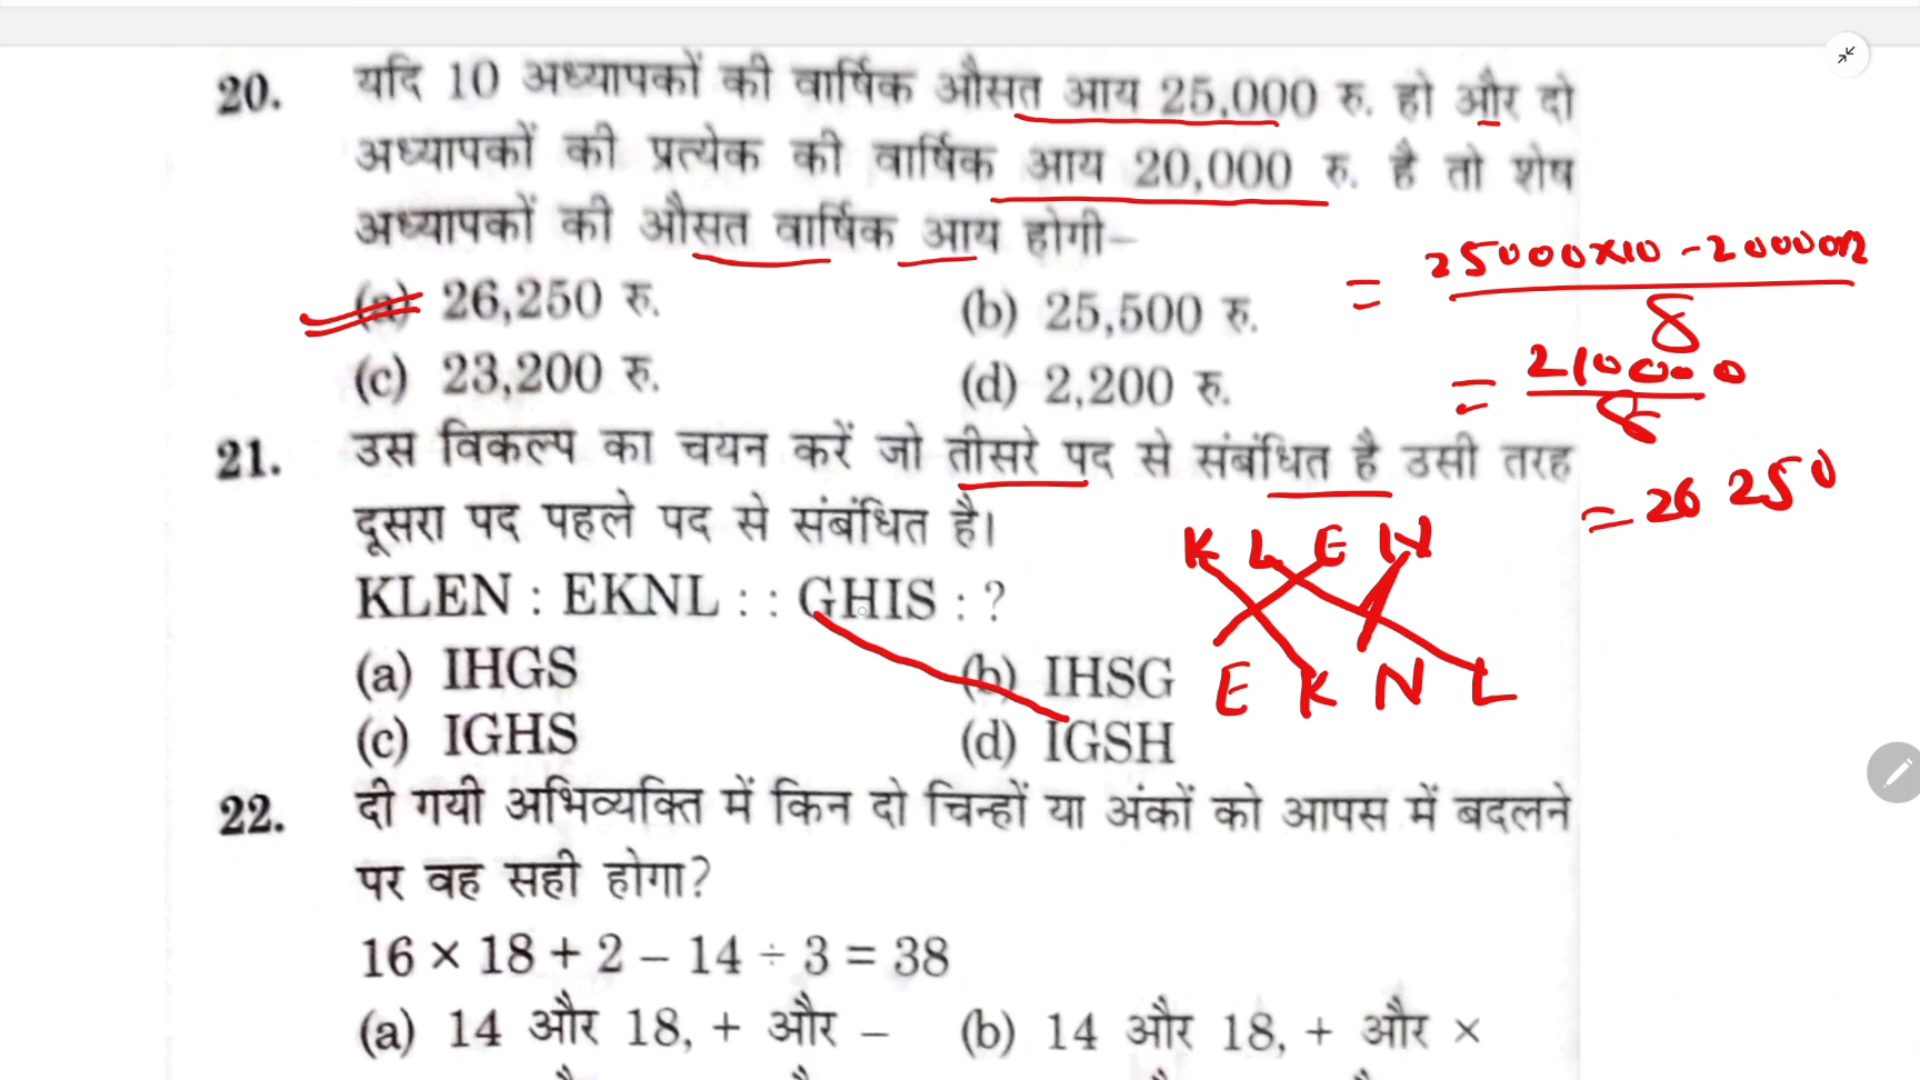 20. यदि 10 अध्यापकों की वार्षिक औसत आय 25,000 रु. हो और दो
अध्यापकों की प्रत्येक की वार्षिक आय 20,000 रु. है तो शेष
अध्यापकों की औसत वार्षिक आय होगी–
(a) 26,250 रु. (b) 25,500 रु.
(c) 23,200 रु. (d) 2,200 रु.
= 25000×10 - 20000×2
8
= 210000
8
= 26 250
21. उस विकल्प का चयन करें जो तीसरे पद से संबंधित है उसी तरह
दूसरा पद पहले पद से संबंधित है।
KLEN : EKNL : : GHIS : ?
(a) IHGS (b) IHSG
(c) IGHS (d) IGSH
K L E N
E K N L
22. दी गयी अभिव्यक्ति में किन दो चिन्हों या अंकों को आपस में बदलने
पर वह सही होगा?
16 × 18 + 2 – 14 ÷ 3 = 38
(a) 14 और 18, + और – (b) 14 और 18, + और ×